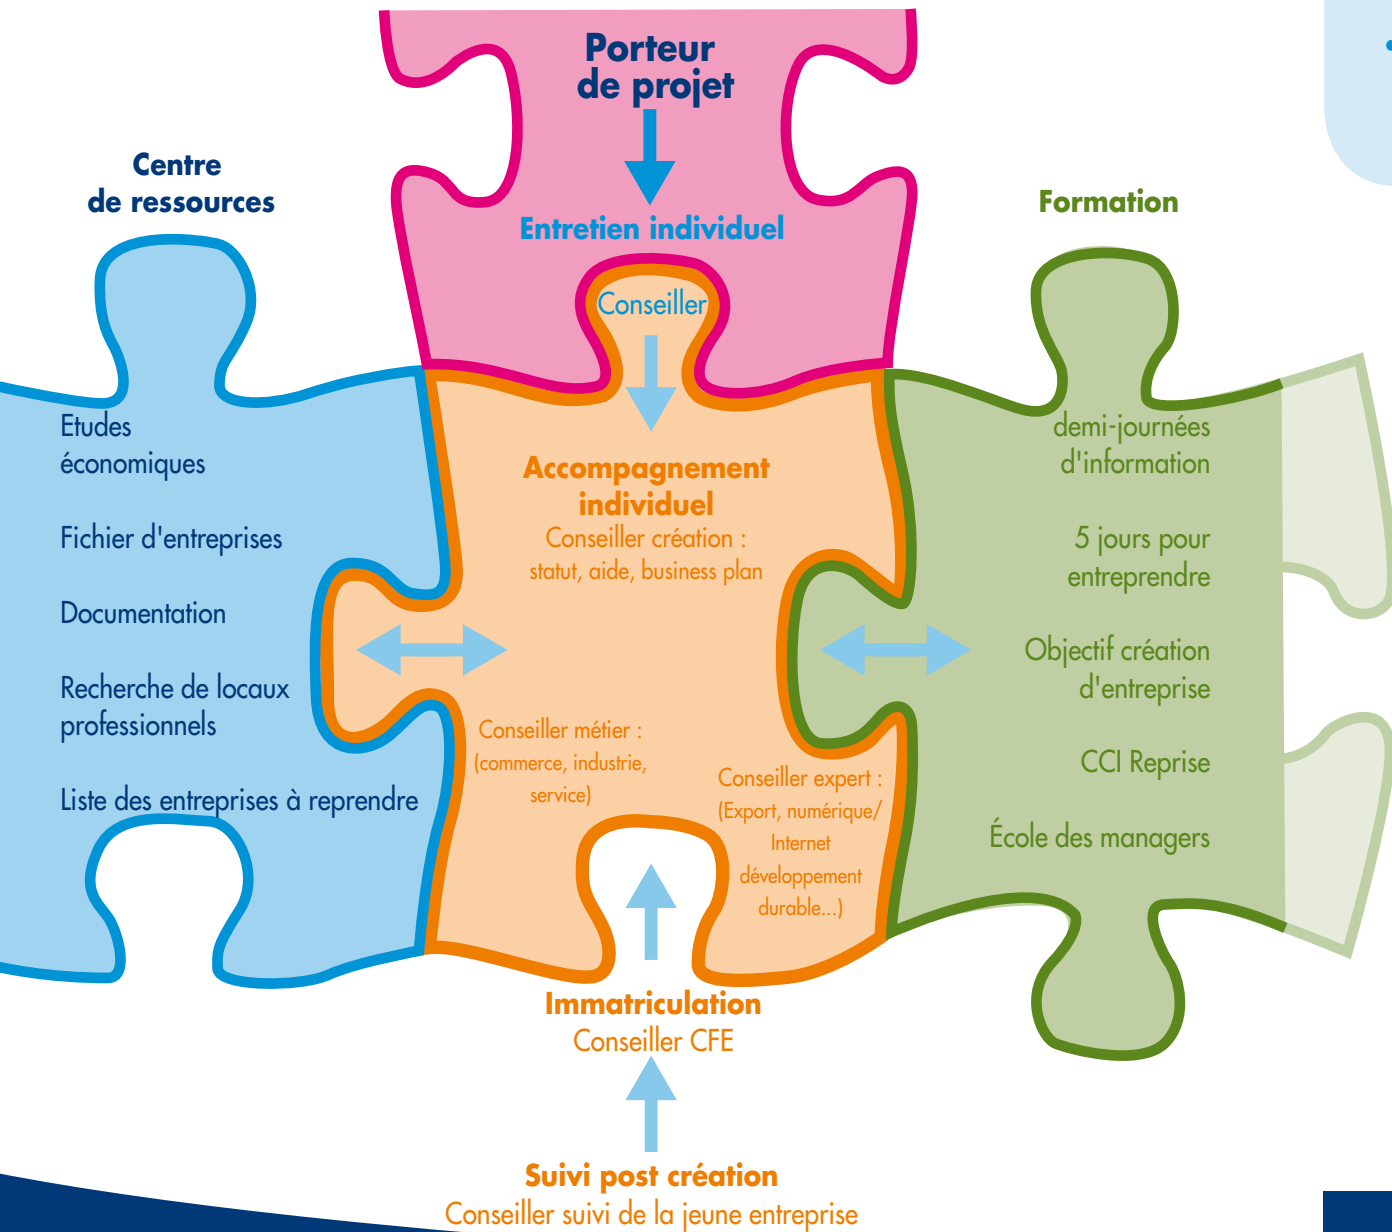 Porteur
de projet
Entretien individuel
Conseiller
Centre
de ressources
Etudes
économiques
Fichier d'entreprises
Documentation
Recherche de locaux
professionnels
Liste des entreprises à reprendre
Accompagnement
individuel
Conseiller création :
statut, aide, business plan
Conseiller métier :
(commerce, industrie,
service)
Conseiller expert :
(Export, numérique/
Internet
développement
durable...)
Formation
demi-journées
d'information
5 jours pour
entreprendre
Objectif création
d'entreprise
CCI Reprise
École des managers
Immatriculation
Conseiller CFE
Suivi post création
Conseiller suivi de la jeune entreprise